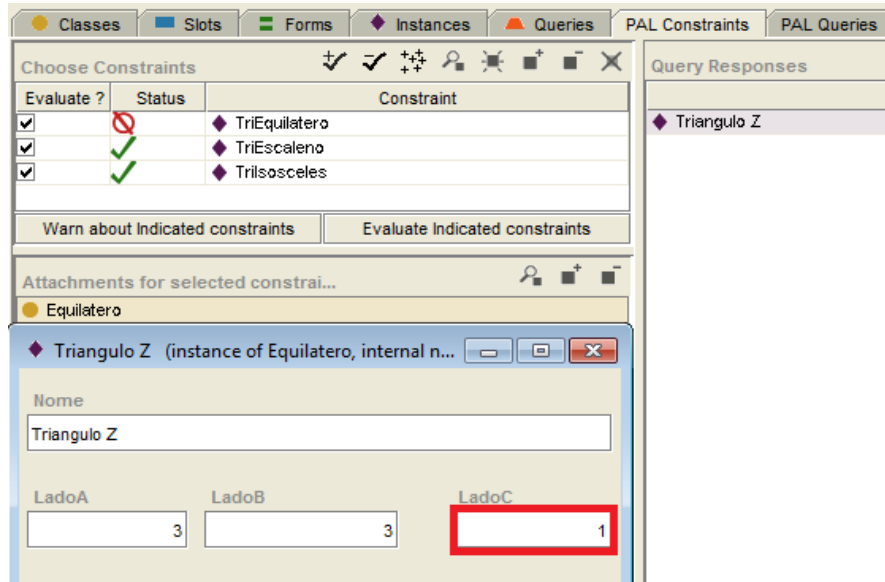 Classes Slots Forms Instances Queries PAL Constraints PAL Queries
Choose Constraints
Query Responses
Evaluate ? Status Constraint
TriEquilatero
Triangulo Z
TriEscaleno
TriIsosceles
Warn about Indicated constraints Evaluate Indicated constraints
Attachments for selected constrai...
Equilatero
Triangulo Z (instance of Equilatero, internal n...
Nome
Triangulo Z
LadoA LadoB LadoC
3 3 1